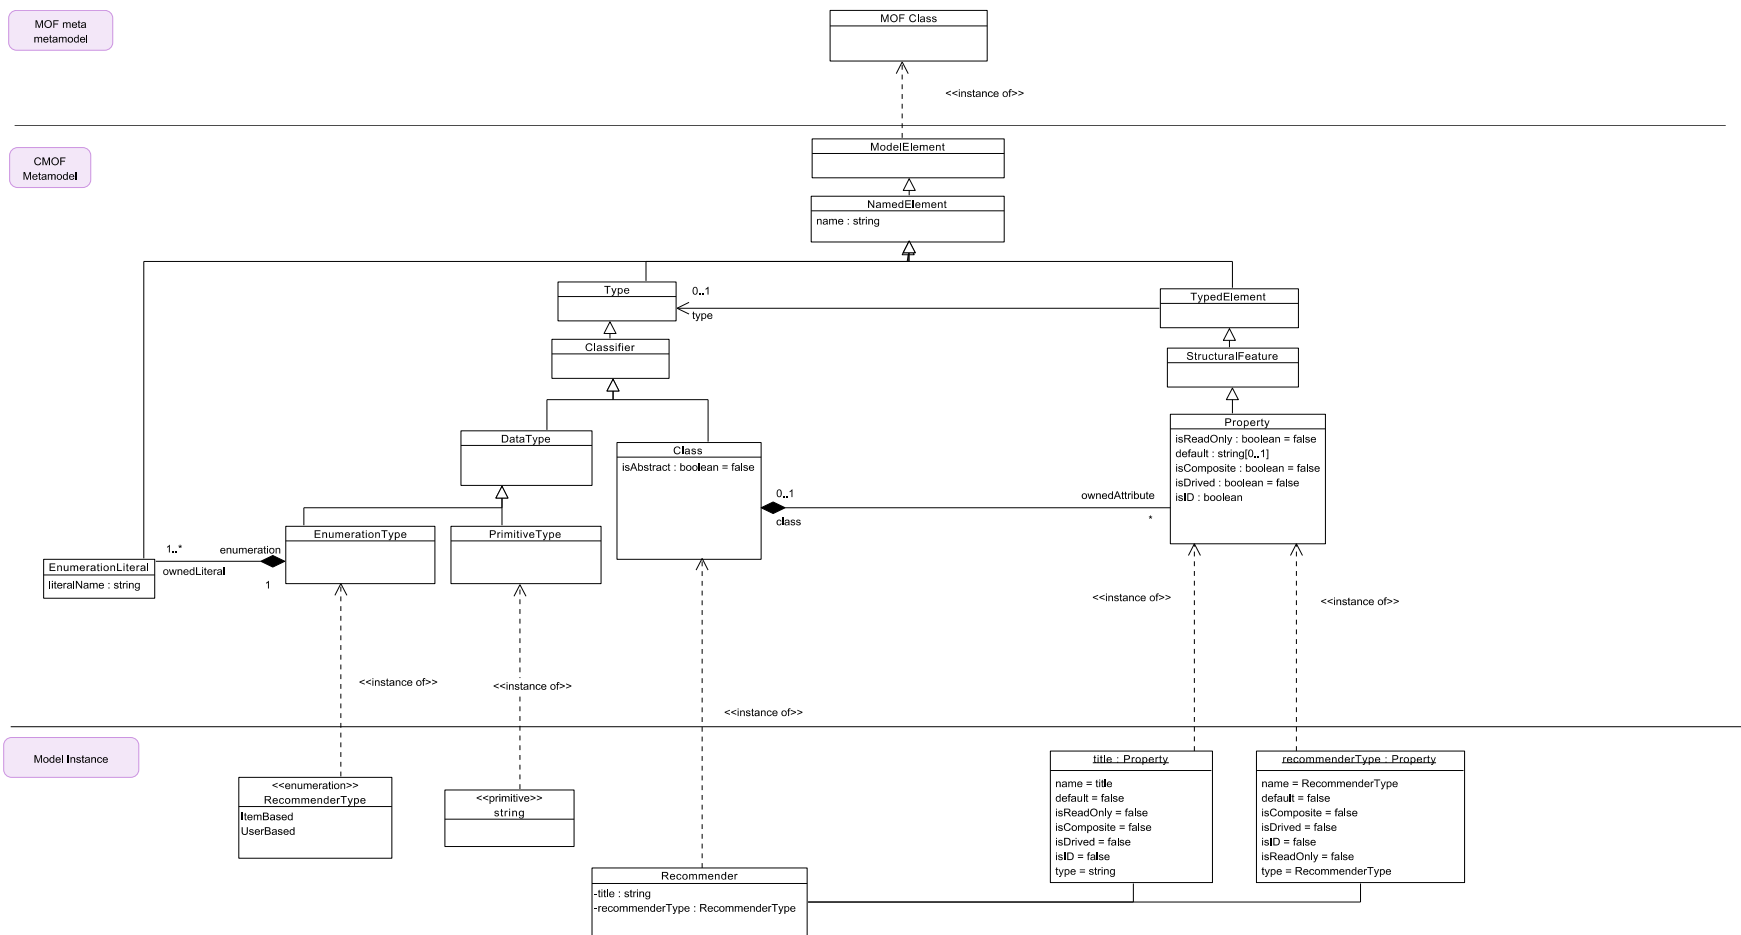 MOF meta
metamodel
MOF Class
<<instance of>>
CMOF
Metamodel
ModelElement
NamedElement
name : string
Type
0..1
type
TypedElement
Classifier
StructuralFeature
DataType
Class
isAbstract : boolean = false
0..1
class
ownedAttribute
*
Property
isReadOnly : boolean = false
default : string[0..1]
isComposite : boolean = false
isDrived : boolean = false
isID : boolean
EnumerationType
PrimitiveType
1..*
enumeration
ownedLiteral
1
EnumerationLiteral
literalName : string
<<instance of>>
<<instance of>>
<<instance of>>
<<instance of>>
<<instance of>>
Model Instance
<<enumeration>>
RecommenderType
ItemBased
UserBased
<<primitive>>
string
Recommender
-title : string
-recommenderType : RecommenderType
title : Property
name = title
default = false
isReadOnly = false
isComposite = false
isDrived = false
isID = false
type = string
recommenderType : Property
name = RecommenderType
default = false
isComposite = false
isDrived = false
isID = false
isReadOnly = false
type = RecommenderType